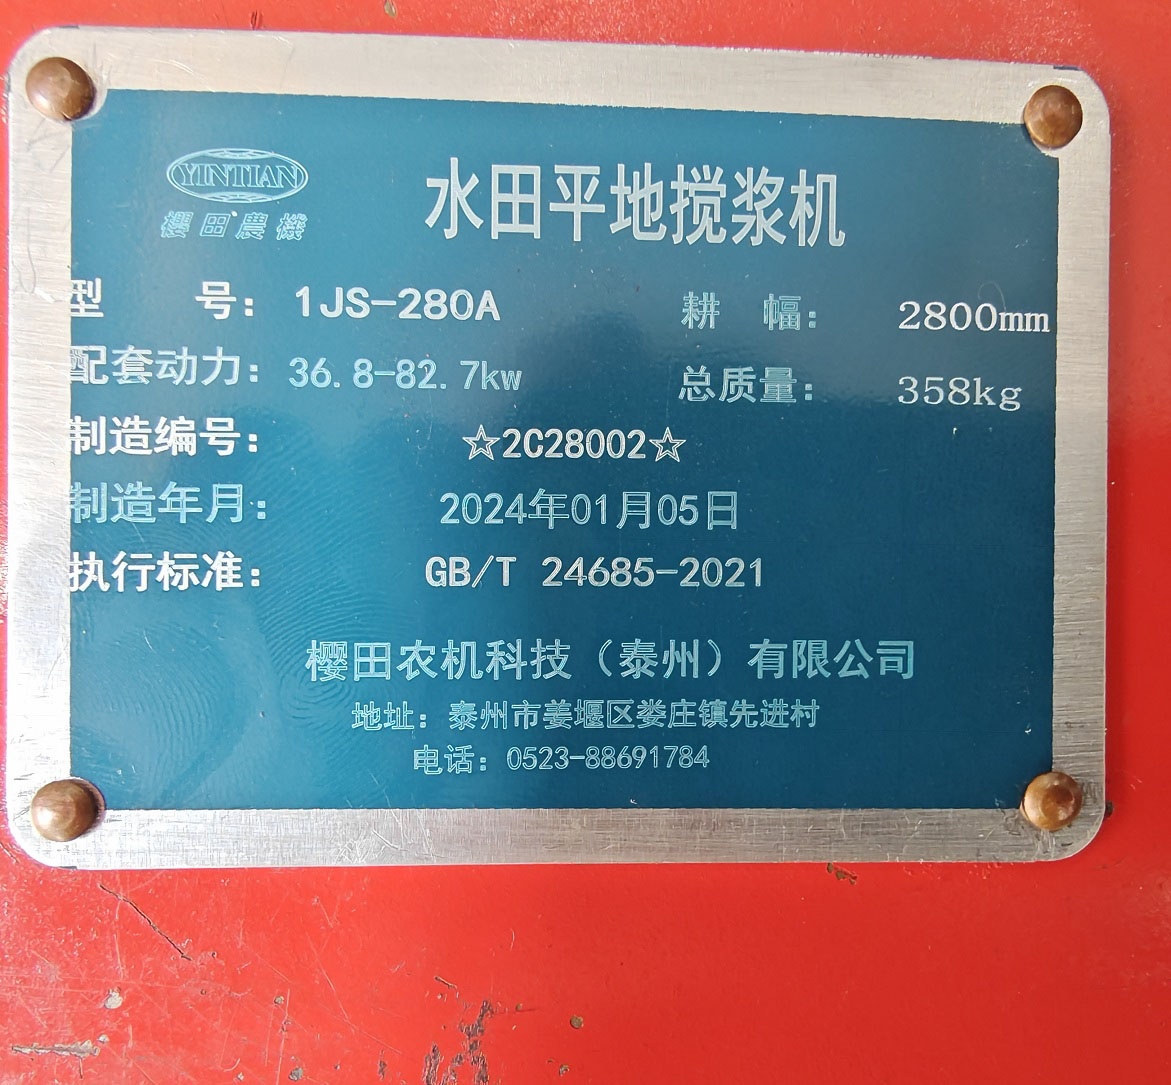 YINTIAN
櫻田農機
水田平地搅浆机
型 号：1JS-280A
耕 幅：2800mm
配套动力：36.8-82.7kw
总质量：358kg
制造编号：☆2C28002☆
制造年月：2024年01月05日
执行标准：GB/T 24685-2021
樱田农机科技（泰州）有限公司
地址：泰州市姜堰区娄庄镇先进村
电话：0523-88691784